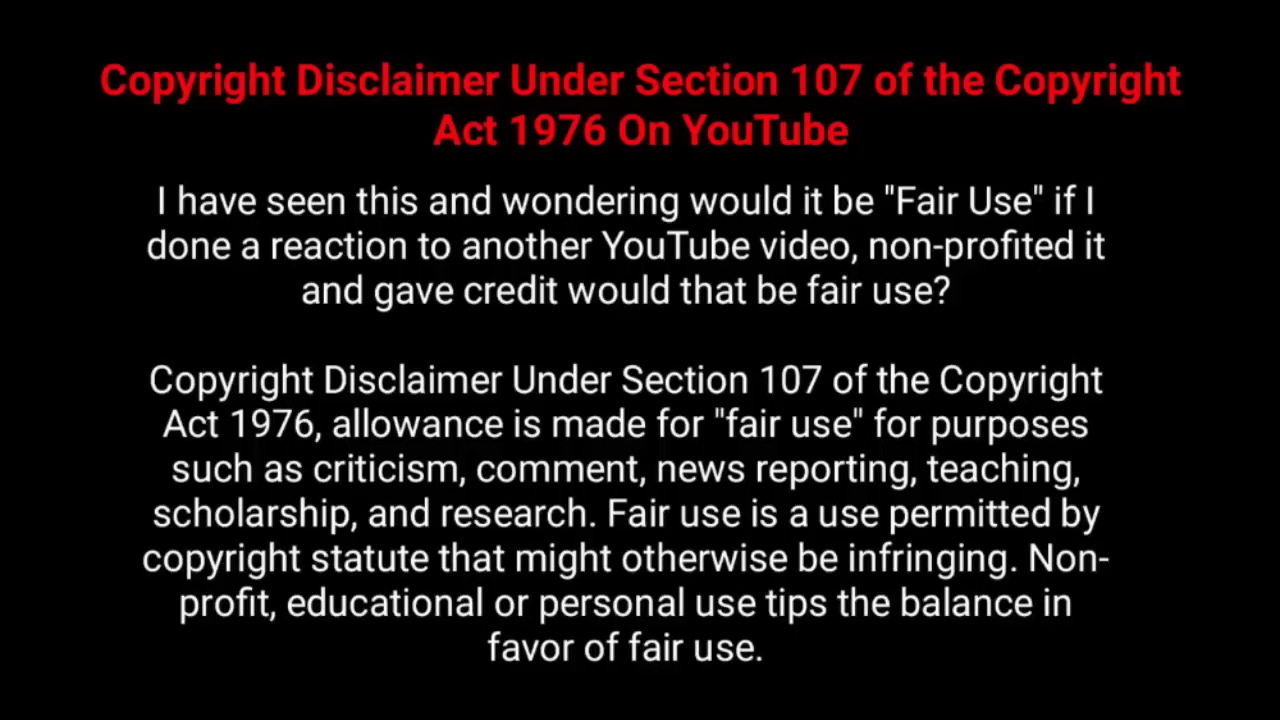 Copyright Disclaimer Under Section 107 of the Copyright
Act 1976 On YouTube
I have seen this and wondering would it be "Fair Use" if I
done a reaction to another YouTube video, non-profited it
and gave credit would that be fair use?
Copyright Disclaimer Under Section 107 of the Copyright
Act 1976, allowance is made for "fair use" for purposes
such as criticism, comment, news reporting, teaching,
scholarship, and research. Fair use is a use permitted by
copyright statute that might otherwise be infringing. Non-
profit, educational or personal use tips the balance in
favor of fair use.